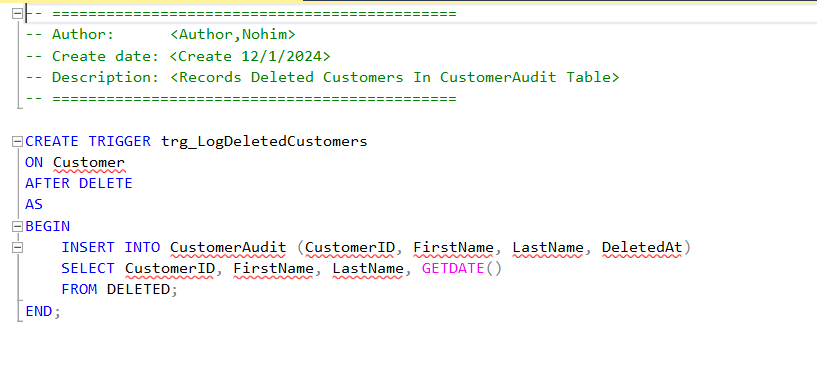 -- =============================================
-- Author:      <Author,Nohim>
-- Create date: <Create 12/1/2024>
-- Description: <Records Deleted Customers In CustomerAudit Table>
-- =============================================
CREATE TRIGGER trg_LogDeletedCustomers
ON Customer
AFTER DELETE
AS
BEGIN
    INSERT INTO CustomerAudit (CustomerID, FirstName, LastName, DeletedAt)
    SELECT CustomerID, FirstName, LastName, GETDATE()
    FROM DELETED;
END;